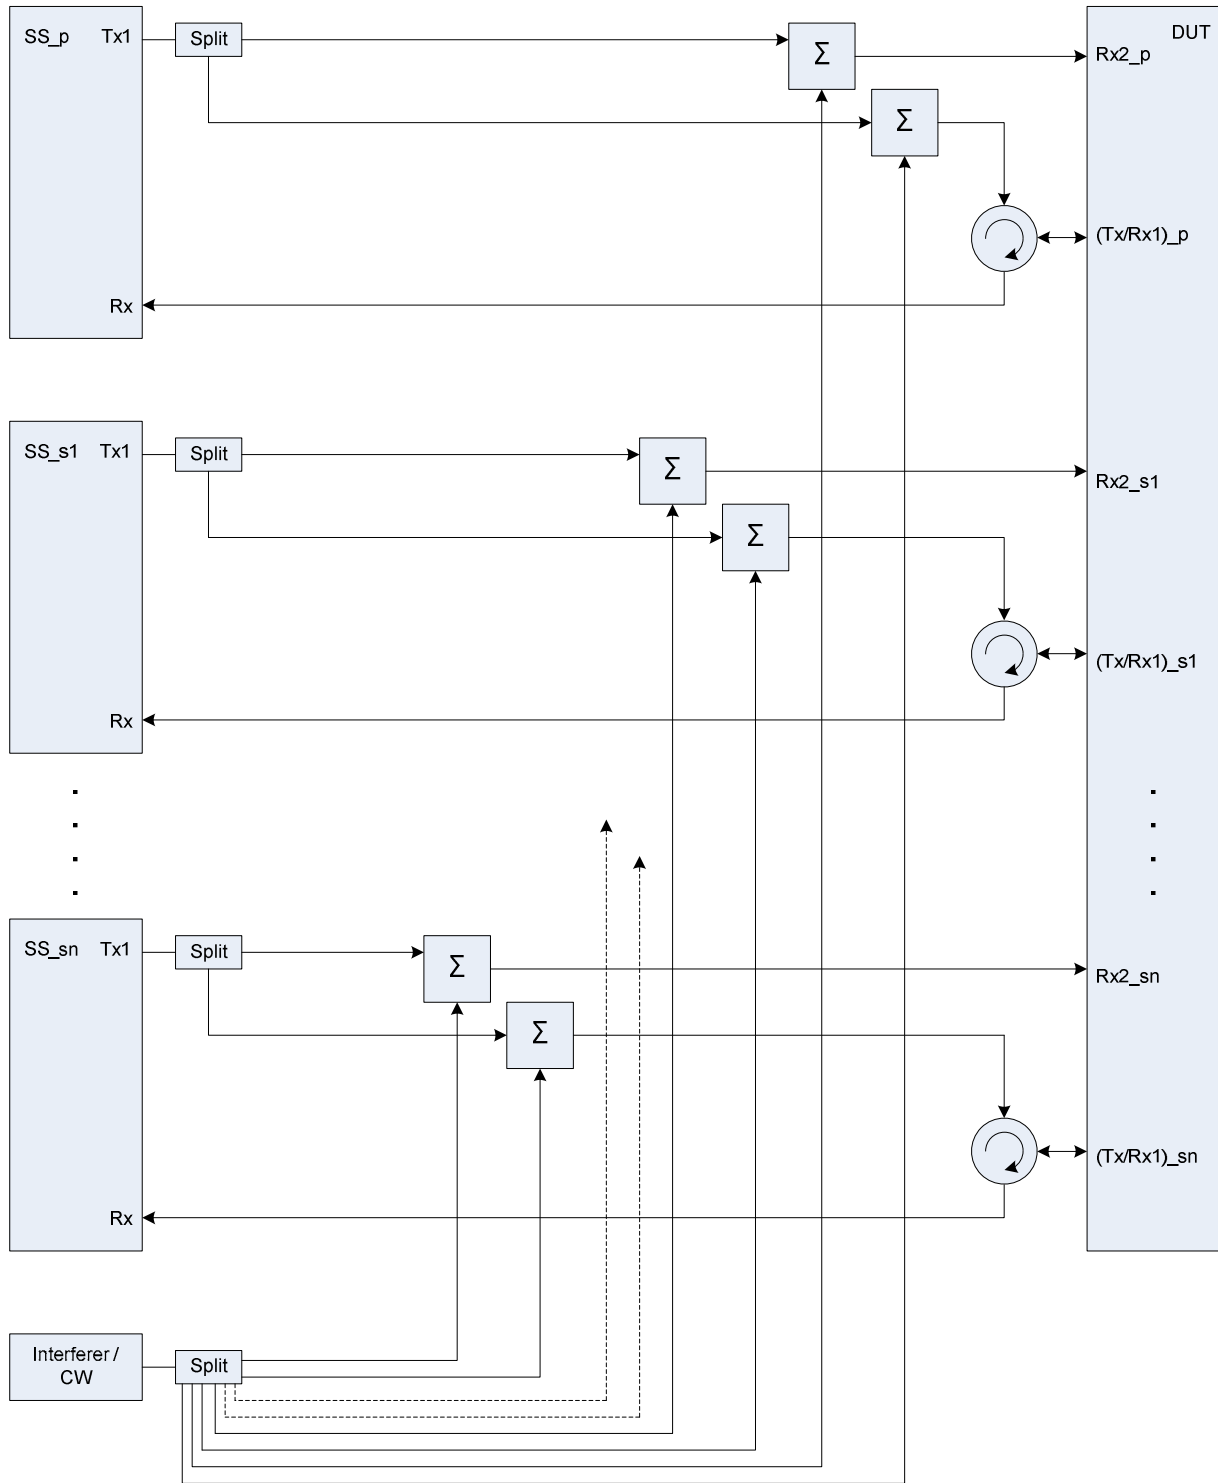 SS_p Tx1
Split
Σ
DUT
Rx2_p
Σ
(Tx/Rx1)_p
Rx
SS_s1 Tx1
Split
Σ
Rx2_s1
Σ
(Tx/Rx1)_s1
Rx
SS_sn Tx1
Split
Σ
Rx2_sn
Σ
(Tx/Rx1)_sn
Rx
Interferer /
CW
Split